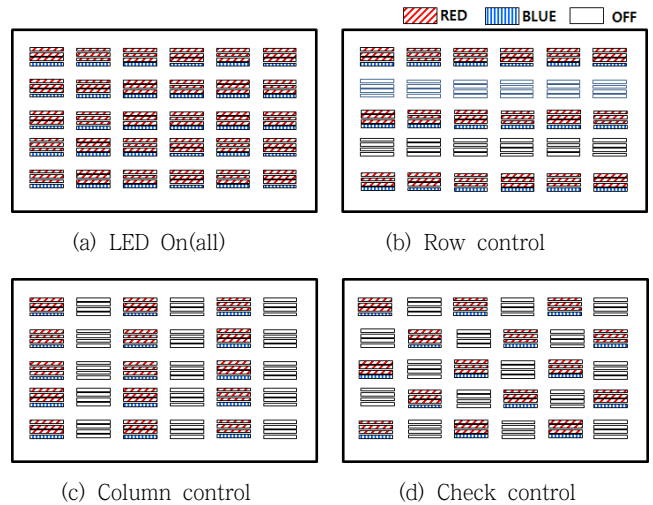 RED BLUE OFF
(a) LED On(all)
(b) Row control
(c) Column control
(d) Check control